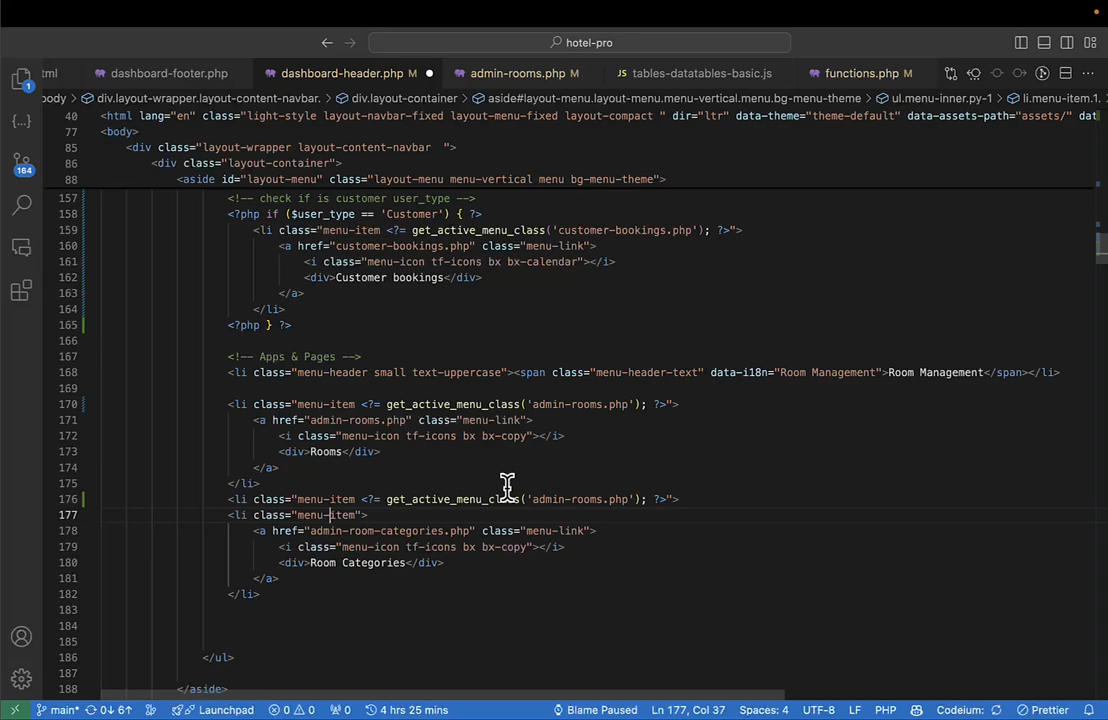 hotel-pro
tml dashboard-footer.php dashboard-header.php M admin-rooms.php M tables-datatables-basic.js functions.php M
body div.layout-wrapper.layout-content-navbar. div.layout-container aside#layout-menu.layout-menu.menu-vertical.menu.bg-menu-theme ul.menu-inner.py-1 li.menu-item.1.
40 <html lang="en" class="light-style layout-navbar-fixed layout-menu-fixed layout-compact " dir="ltr" data-theme="theme-default" data-assets-path="assets/" dat
77 <body>
85 <div class="layout-wrapper layout-content-navbar  ">
86 <div class="layout-container">
88 <aside id="layout-menu" class="layout-menu menu-vertical menu bg-menu-theme">
157 <!-- check if is customer user_type -->
158 <?php if ($user_type == 'Customer') { ?>
159 <li class="menu-item <?= get_active_menu_class('customer-bookings.php'); ?>">
160 <a href="customer-bookings.php" class="menu-link">
161 <i class="menu-icon tf-icons bx bx-calendar"></i>
162 <div>Customer bookings</div>
163 </a>
164 </li>
165 <?php } ?>
166
167 <!-- Apps & Pages -->
168 <li class="menu-header small text-uppercase"><span class="menu-header-text" data-i18n="Room Management">Room Management</span></li>
169
170 <li class="menu-item <?= get_active_menu_class('admin-rooms.php'); ?>">
171 <a href="admin-rooms.php" class="menu-link">
172 <i class="menu-icon tf-icons bx bx-copy"></i>
173 <div>Rooms</div>
174 </a>
175 </li>
176 <li class="menu-item <?= get_active_menu_class('admin-rooms.php'); ?>">
177 <li class="menu-item">
178 <a href="admin-room-categories.php" class="menu-link">
179 <i class="menu-icon tf-icons bx bx-copy"></i>
180 <div>Room Categories</div>
181 </a>
182 </li>
183
184
185
186 </ul>
187
188 </aside>
1
164
main* 0↓ 6↑ Launchpad 0 0 0 4 hrs 25 mins Blame Paused Ln 177, Col 37 Spaces: 4 UTF-8 LF PHP Codeium: {...} Prettier